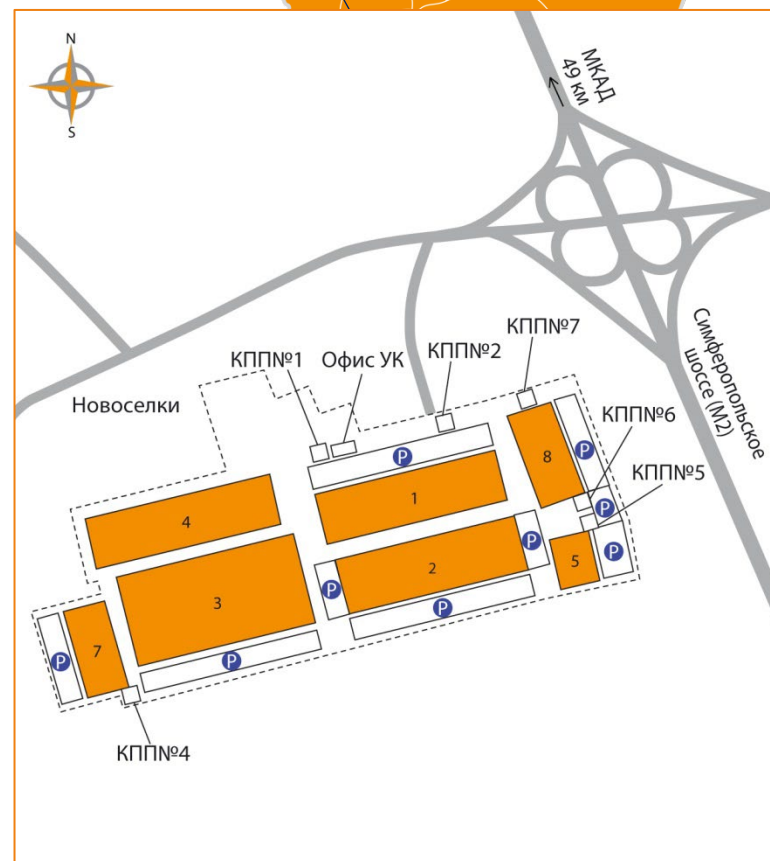 N
S
МКАД
49 км
Симферопольское
шоссе (М2)
КПП№7
КПП№1
Офис УК
КПП№2
Новоселки
КПП№6
КПП№5
P
P
8
1
4
P
2
P
P
5
P
3
P
7
P
P
КПП№4